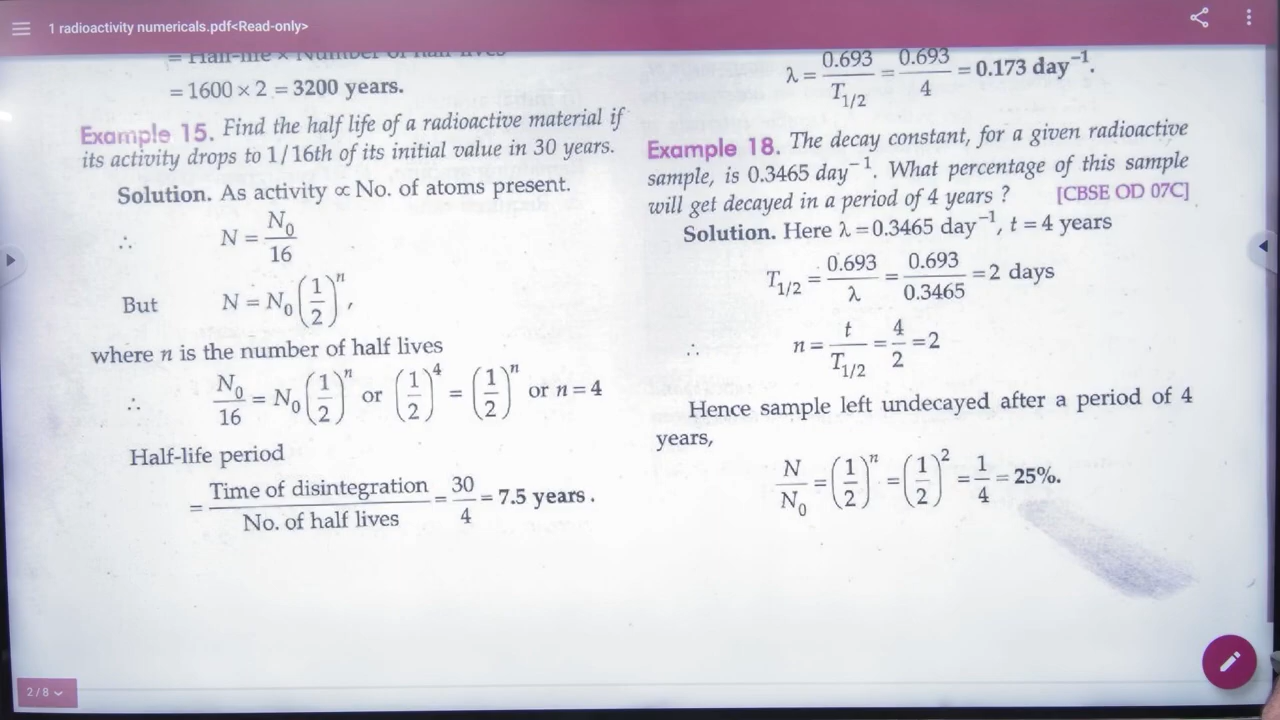 1 radioactivity numericals.pdf<Read-only>
= Half-life × Number of half lives
= 1600 × 2 = 3200 years.
Example 15. Find the half life of a radioactive material if
its activity drops to 1/16th of its initial value in 30 years.
Solution. As activity ∝ No. of atoms present.
∴ N = N₀/16
But N = N₀(1/2)ⁿ,
where n is the number of half lives
∴ N₀/16 = N₀(1/2)ⁿ or (1/2)⁴ = (1/2)ⁿ or n = 4
Half-life period
= Time of disintegration/No. of half lives = 30/4 = 7.5 years.
λ = 0.693/T₁/₂ = 0.693/4 = 0.173 day⁻¹.
Example 18. The decay constant, for a given radioactive
sample, is 0.3465 day⁻¹. What percentage of this sample
will get decayed in a period of 4 years ? [CBSE OD 07C]
Solution. Here λ = 0.3465 day⁻¹, t = 4 years
T₁/₂ = 0.693/λ = 0.693/0.3465 = 2 days
∴ n = t/T₁/₂ = 4/2 = 2
Hence sample left undecayed after a period of 4
years,
N/N₀ = (1/2)ⁿ = (1/2)² = 1/4 = 25%.
2/8